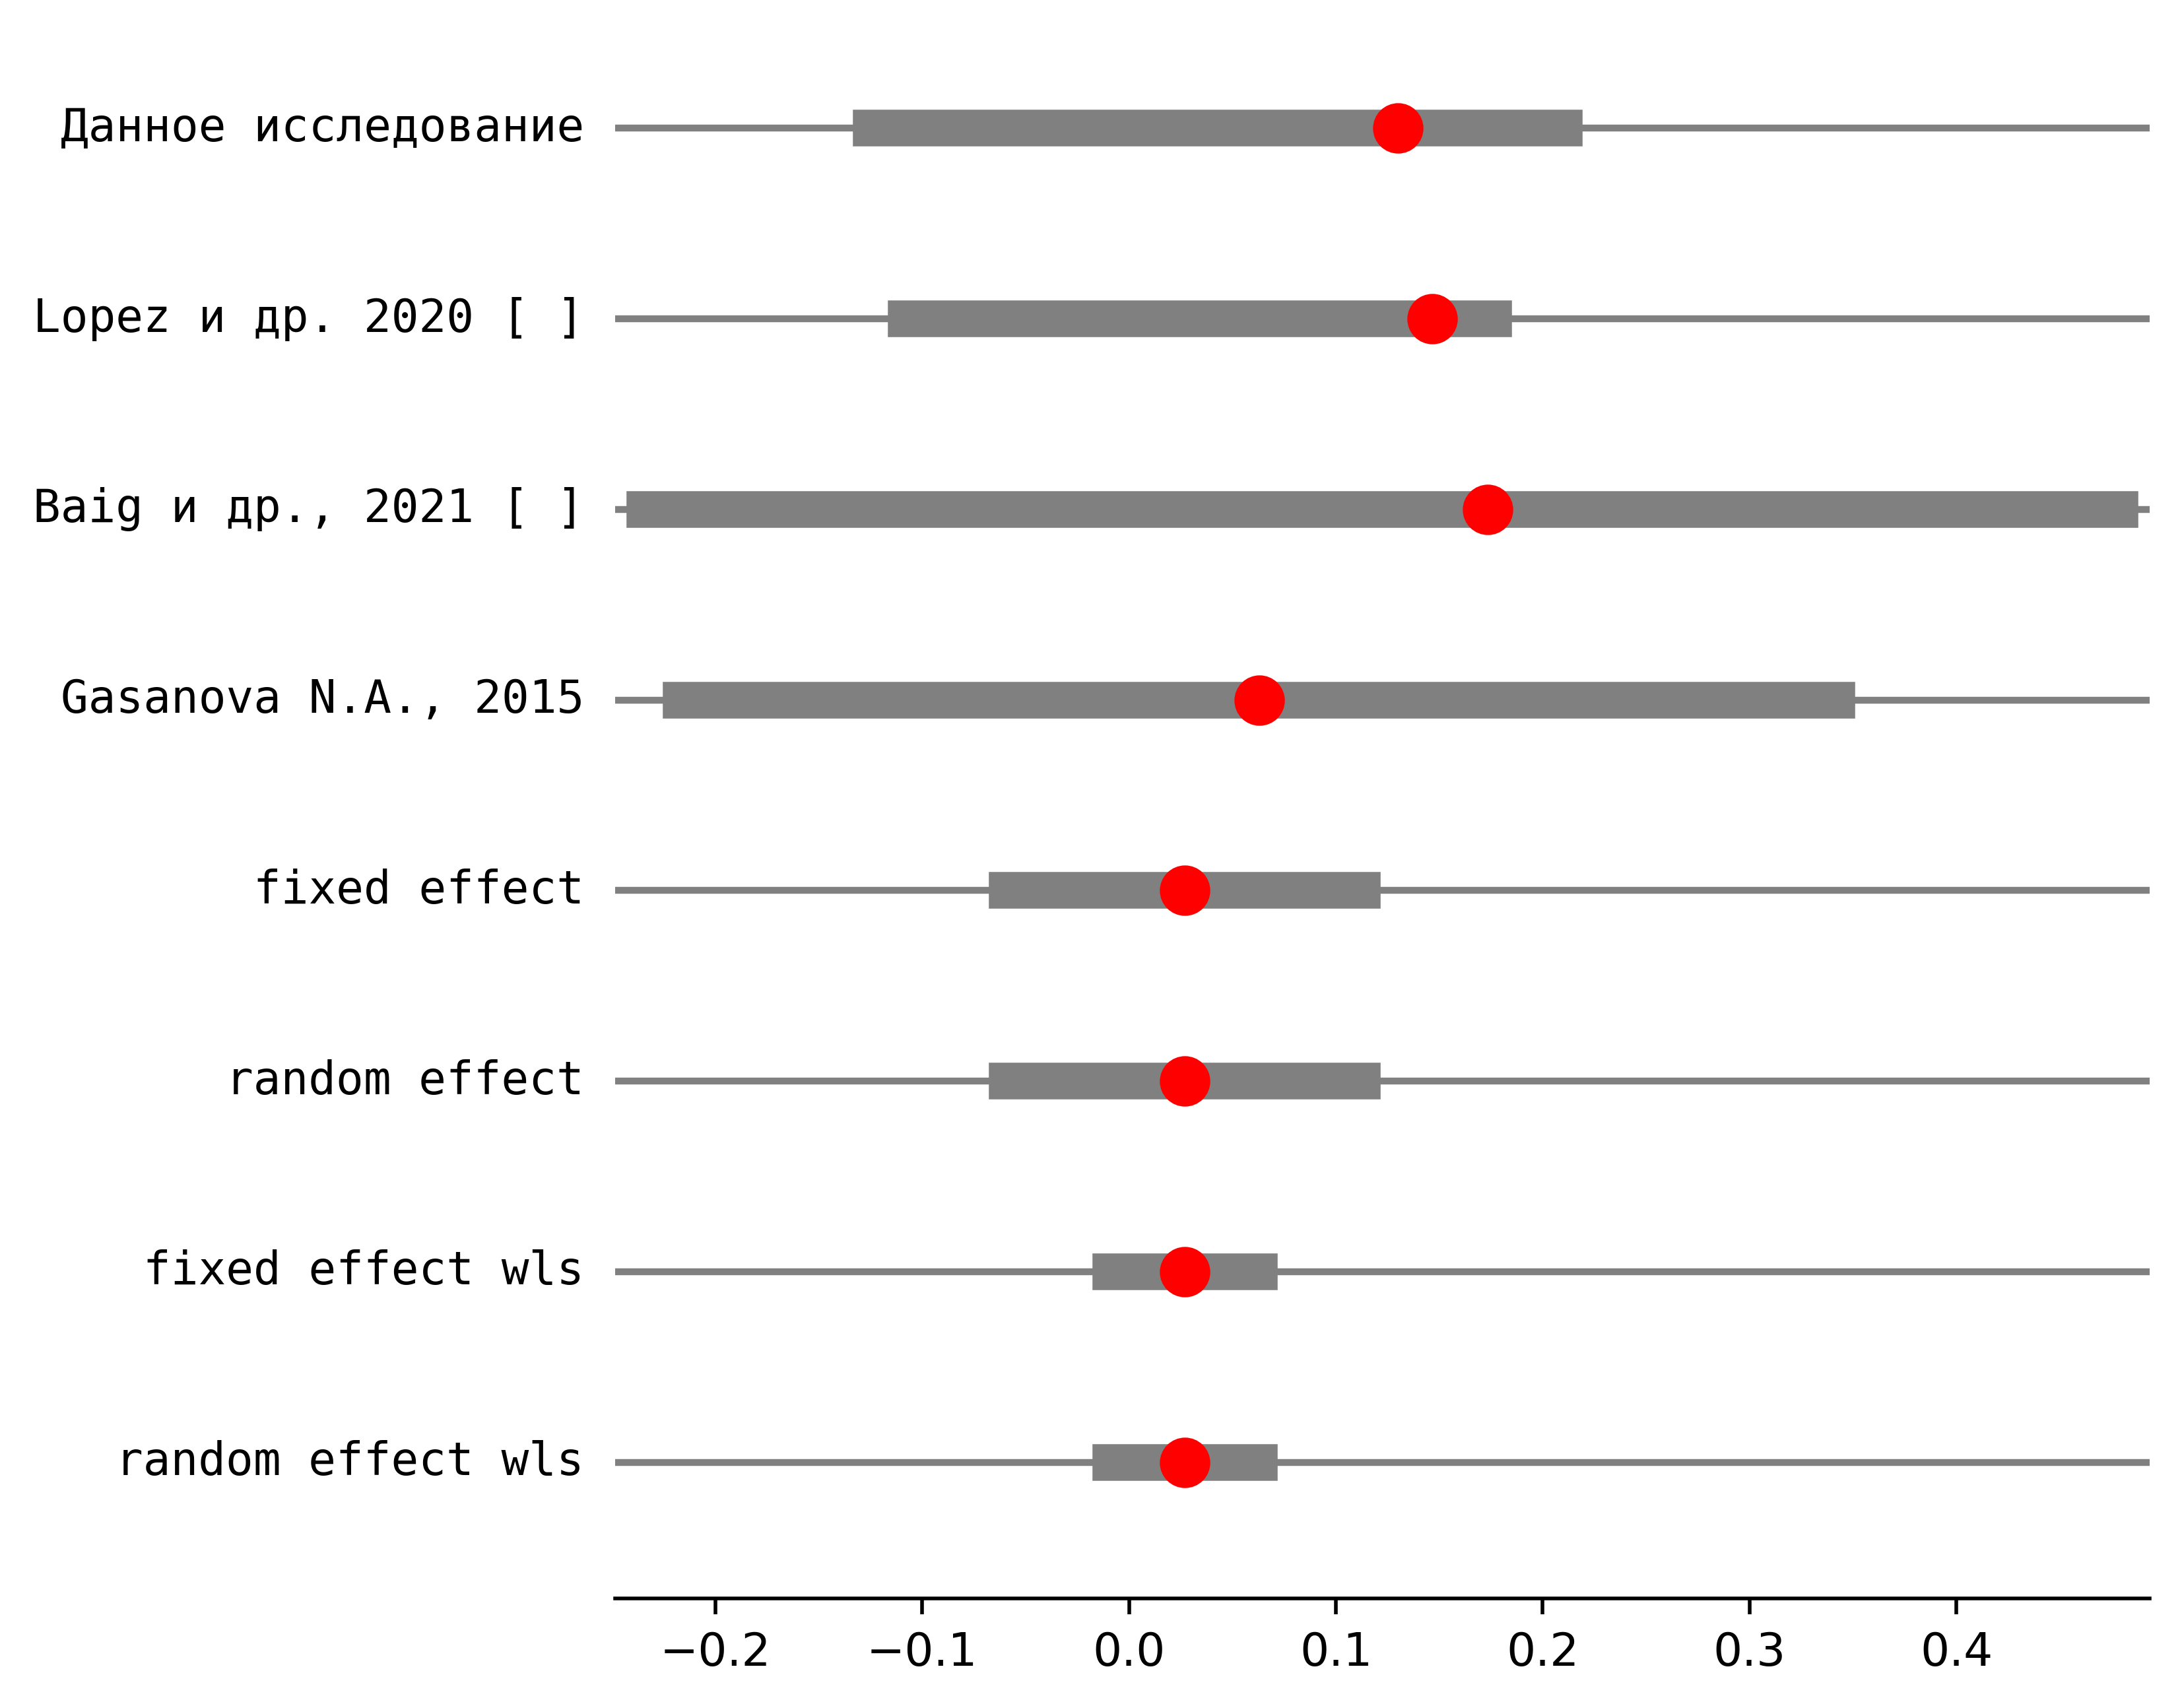 Данное исследование
Lopez и др. 2020 [ ]
Baig и др., 2021 [ ]
Gasanova N.A., 2015
fixed effect
random effect
fixed effect wls
random effect wls
−0.2 −0.1 0.0 0.1 0.2 0.3 0.4